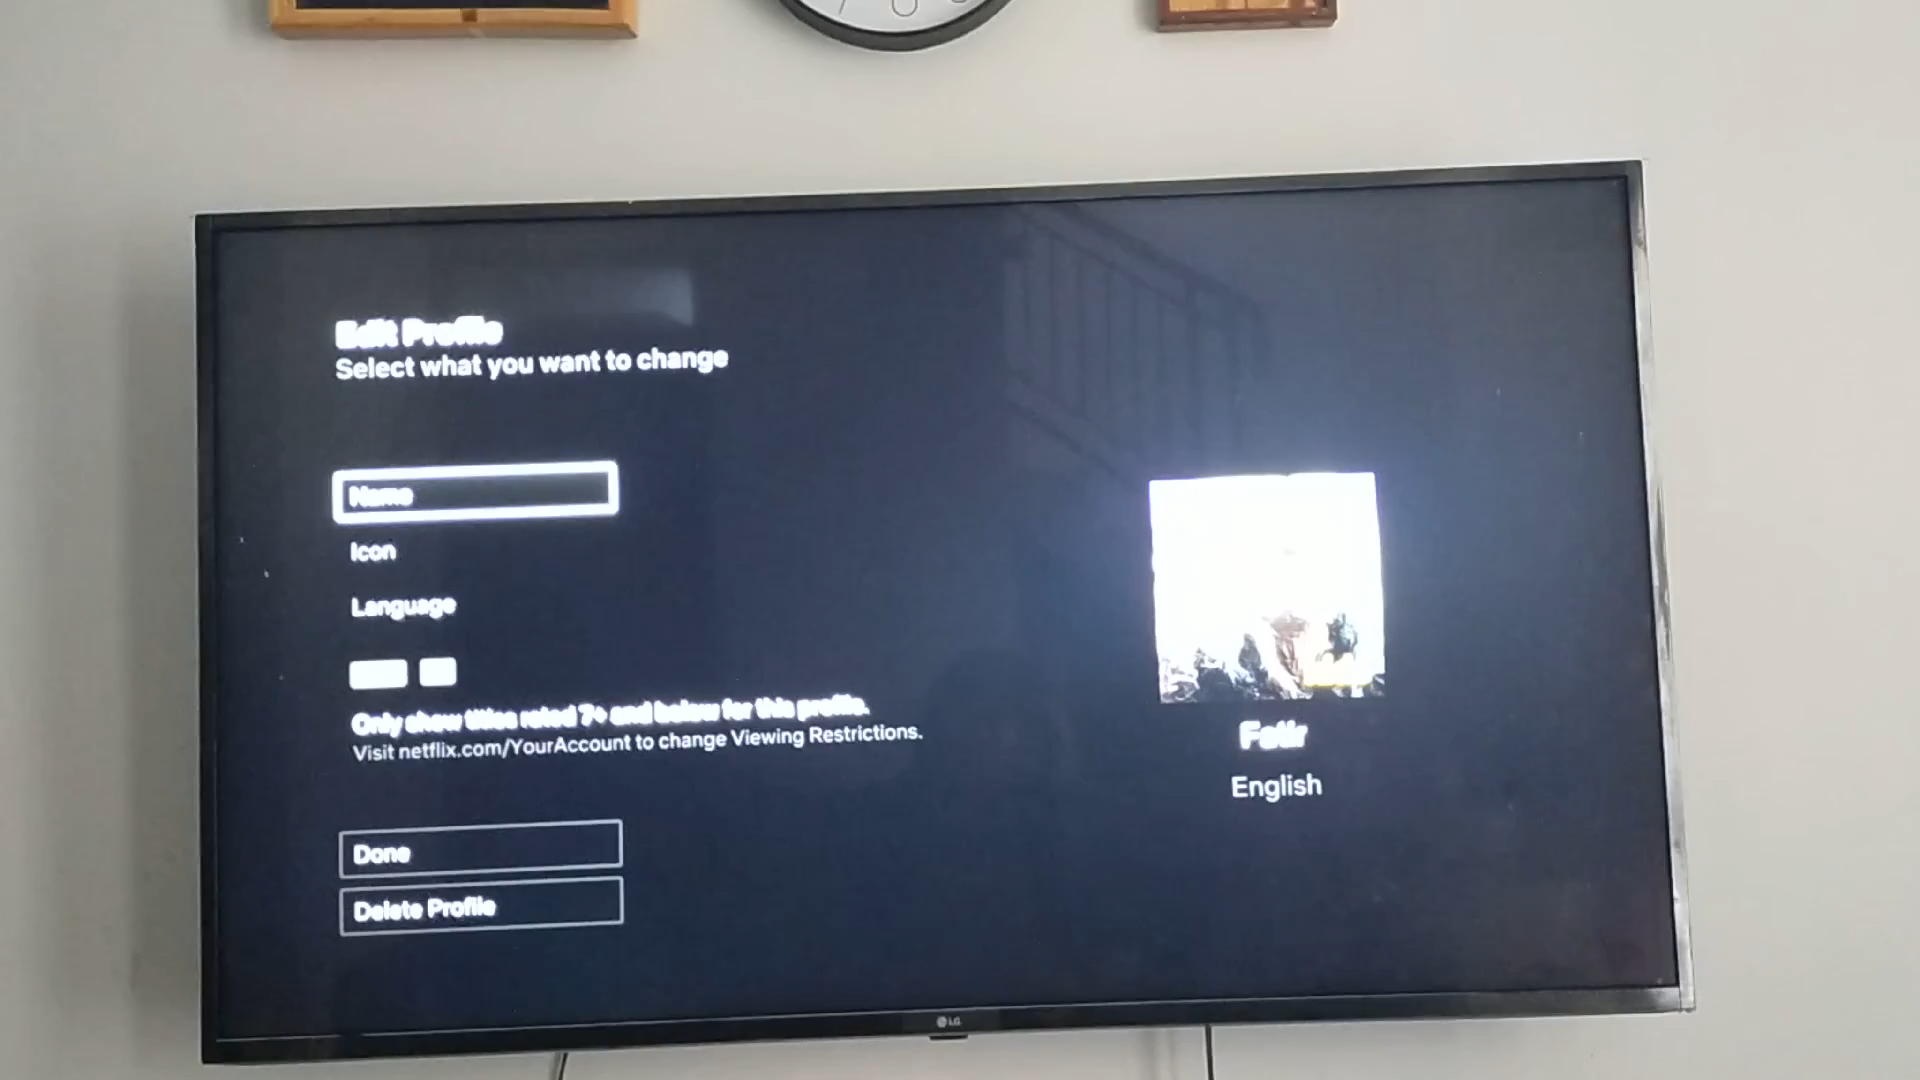 Edit Profile
Select what you want to change
Name
Icon
Language
Only show titles rated 7+ and below for this profile.
Visit netflix.com/YourAccount to change Viewing Restrictions.
Done
Delete Profile
Fatir
English
LG